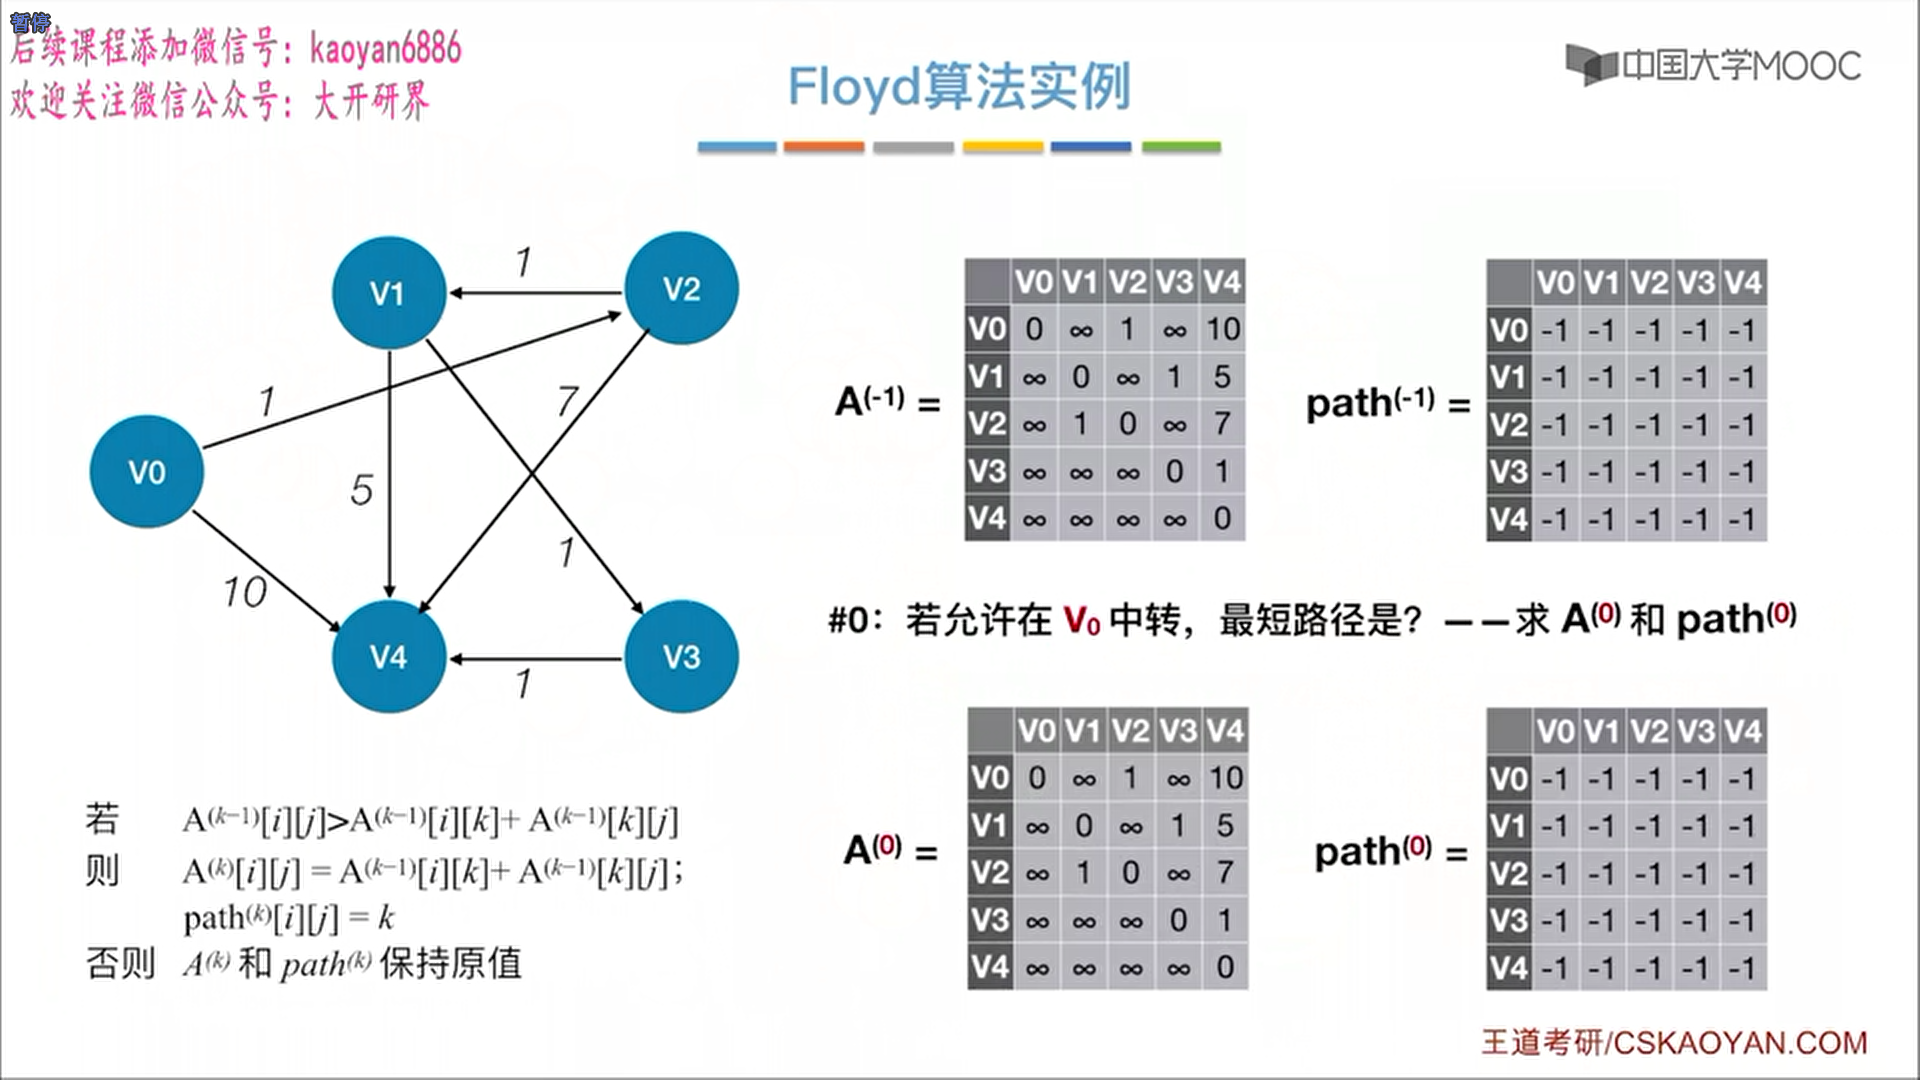 暂停
后续课程添加微信号：kaoyan6886
欢迎关注微信公众号：大开研界
Floyd算法实例
中国大学MOOC
V1
V2
V0
V4
V3
1
1
7
5
1
10
1
A(-1) =
V0 V1 V2 V3 V4
V0 0 ∞ 1 ∞ 10
V1 ∞ 0 ∞ 1 5
V2 ∞ 1 0 ∞ 7
V3 ∞ ∞ ∞ 0 1
V4 ∞ ∞ ∞ ∞ 0
path(-1) =
V0 V1 V2 V3 V4
V0 -1 -1 -1 -1 -1
V1 -1 -1 -1 -1 -1
V2 -1 -1 -1 -1 -1
V3 -1 -1 -1 -1 -1
V4 -1 -1 -1 -1 -1
#0：若允许在 V0 中转，最短路径是？——求 A(0) 和 path(0)
A(0) =
V0 V1 V2 V3 V4
V0 0 ∞ 1 ∞ 10
V1 ∞ 0 ∞ 1 5
V2 ∞ 1 0 ∞ 7
V3 ∞ ∞ ∞ 0 1
V4 ∞ ∞ ∞ ∞ 0
path(0) =
V0 V1 V2 V3 V4
V0 -1 -1 -1 -1 -1
V1 -1 -1 -1 -1 -1
V2 -1 -1 -1 -1 -1
V3 -1 -1 -1 -1 -1
V4 -1 -1 -1 -1 -1
若 A(k−1)[i][j]>A(k−1)[i][k]+ A(k−1)[k][j]
则 A(k)[i][j] = A(k−1)[i][k]+ A(k−1)[k][j]；
path(k)[i][j] = k
否则 A(k) 和 path(k) 保持原值
王道考研/CSKAOYAN.COM